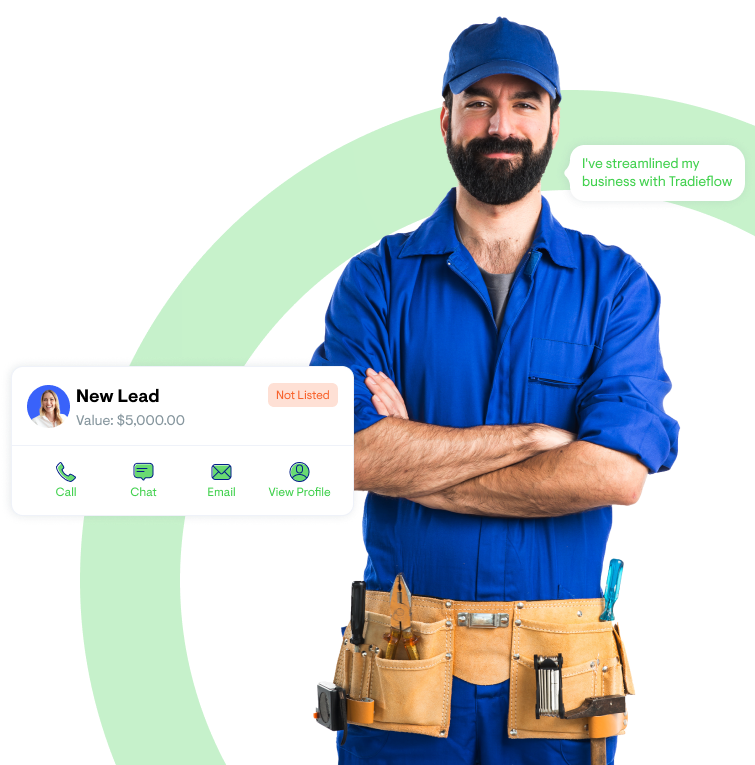 I've streamlined my
business with Tradieflow
New Lead
Not Listed
Value: $5,000.00
Call
Chat
Email
View Profile